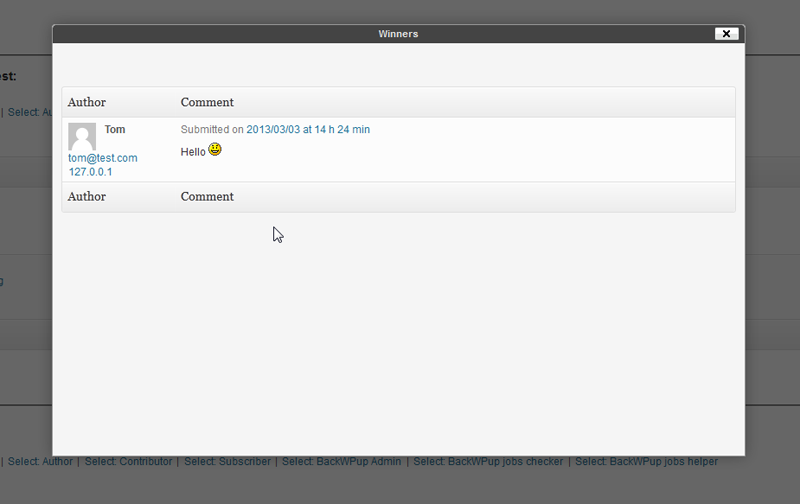 Winners
est:
| Select: Au
Author Comment
Tom Submitted on 2013/03/03 at 14 h 24 min
Hello
tom@test.com
127.0.0.1
Author Comment
g
| Select: Author | Select: Contributor | Select: Subscriber | Select: BackWPup Admin | Select: BackWPup jobs checker | Select: BackWPup jobs helper